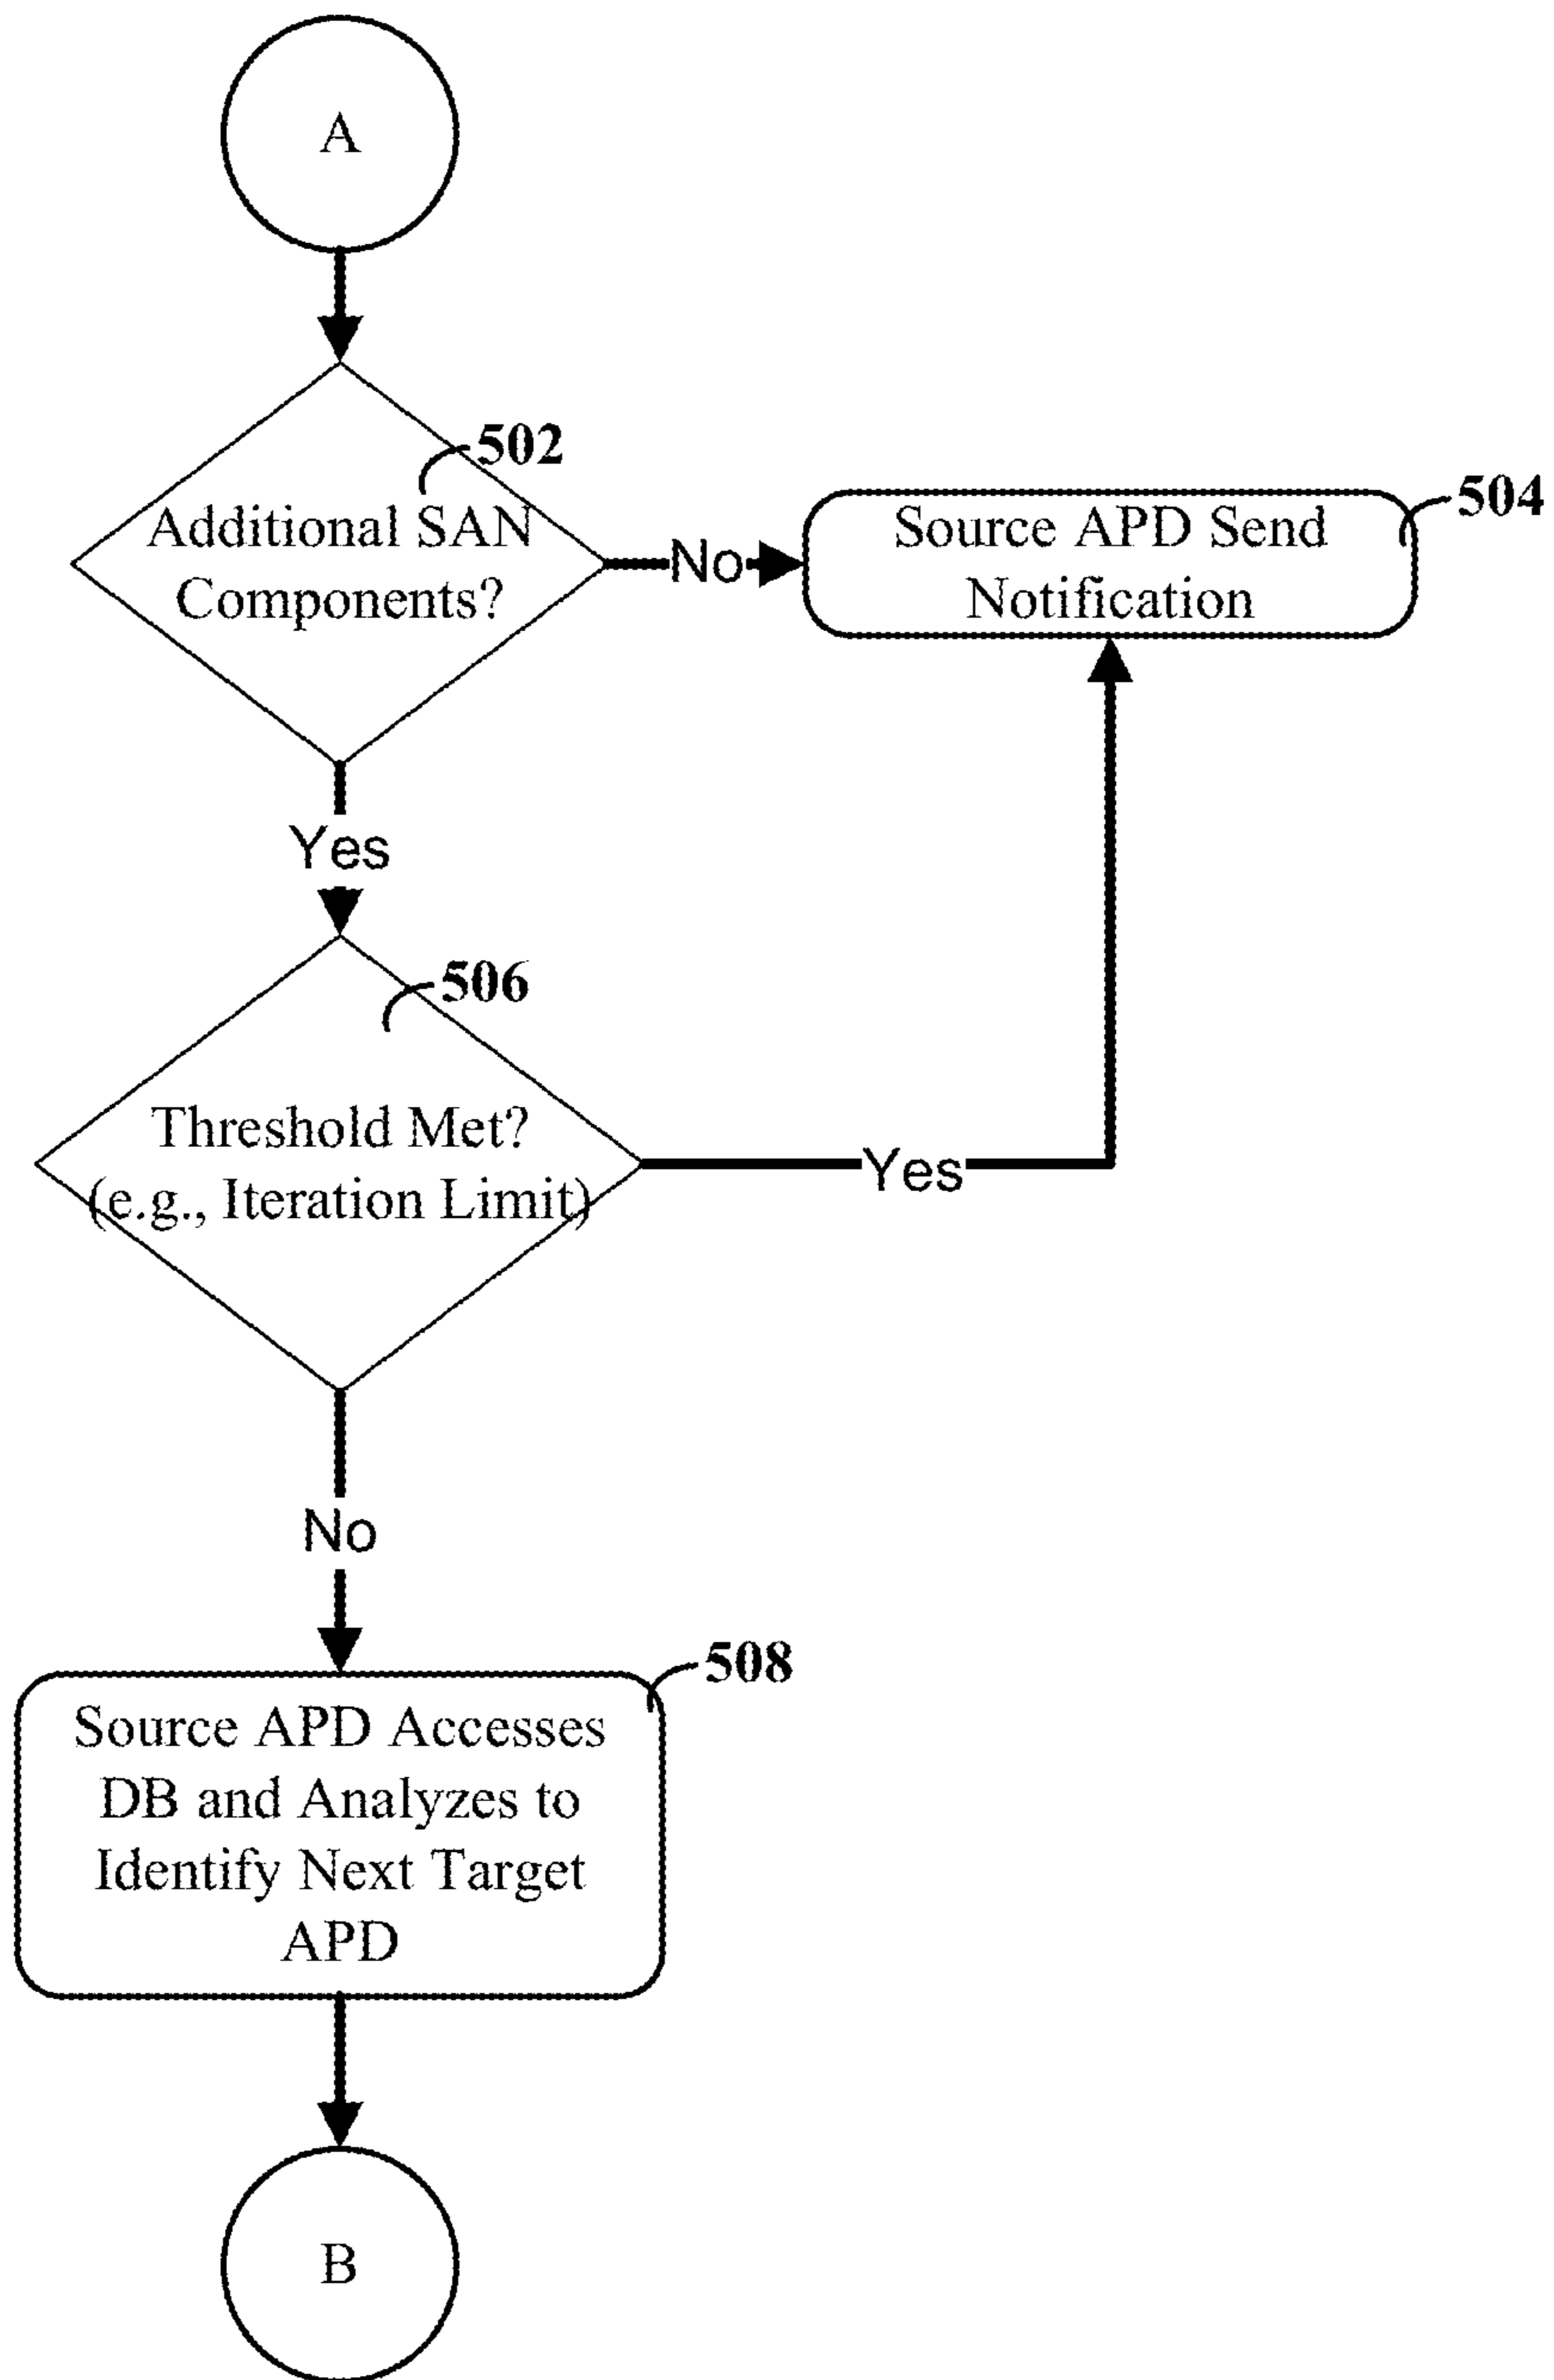 A
502
Additional SAN
Components?
No
Source APD Send
Notification
504
Yes
506
Threshold Met?
(e.g., Iteration Limit)
Yes
No
508
Source APD Accesses
DB and Analyzes to
Identify Next Target
APD
B